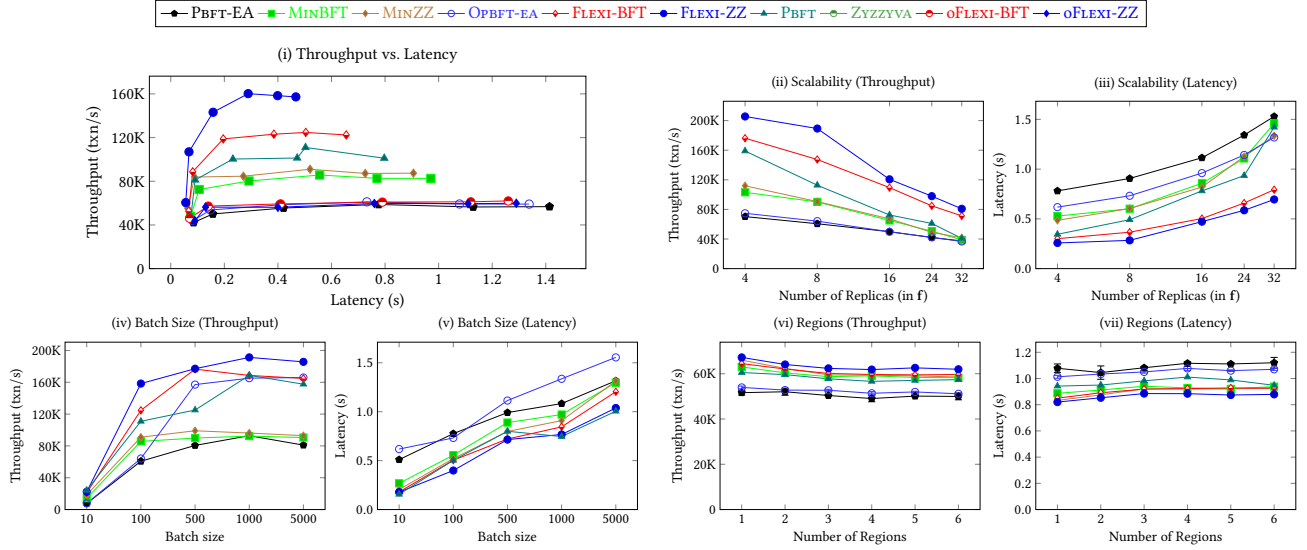 PBFT-EA MINBFT MINZZ OPBFT-EA FLEXI-BFT FLEXI-ZZ PBFT ZYZZYVA OFLEXI-BFT OFLEXI-ZZ
(i) Throughput vs. Latency
160K
120K
80K
40K
0
Throughput (txn/s)
0 0.2 0.4 0.6 0.8 1.0 1.2 1.4
Latency (s)
(ii) Scalability (Throughput)
200K
160K
120K
80K
40K
0
Throughput (txn/s)
4 8 16 24 32
Number of Replicas (in f)
(iii) Scalability (Latency)
1.5
1.0
0.5
0.0
Latency (s)
4 8 16 24 32
Number of Replicas (in f)
(iv) Batch Size (Throughput)
200K
160K
120K
80K
40K
0
Throughput (txn/s)
10 100 500 1000 5000
Batch size
(v) Batch Size (Latency)
1.5
1.0
0.5
0.0
Latency (s)
10 100 500 1000 5000
Batch size
(vi) Regions (Throughput)
60K
40K
20K
0
Throughput (txn/s)
1 2 3 4 5 6
Number of Regions
(vii) Regions (Latency)
1.2
1.0
0.8
0.6
0.4
0.2
0.0
Latency (s)
1 2 3 4 5 6
Number of Regions